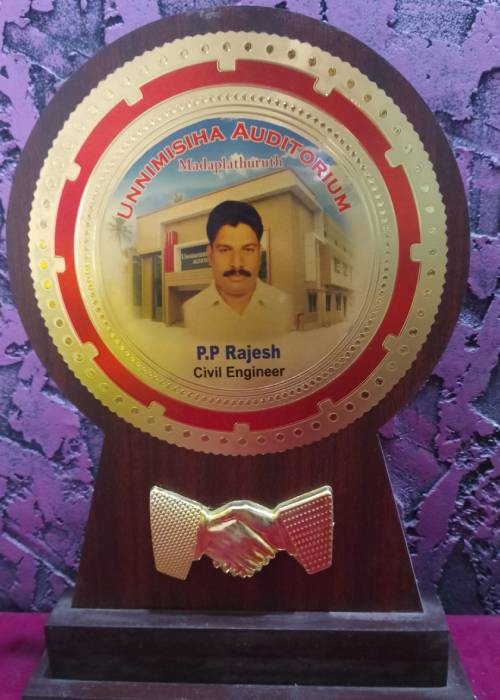 UNNIMISIHA AUDITORIUM
Madaplathuruth
P.P Rajesh
Civil Engineer